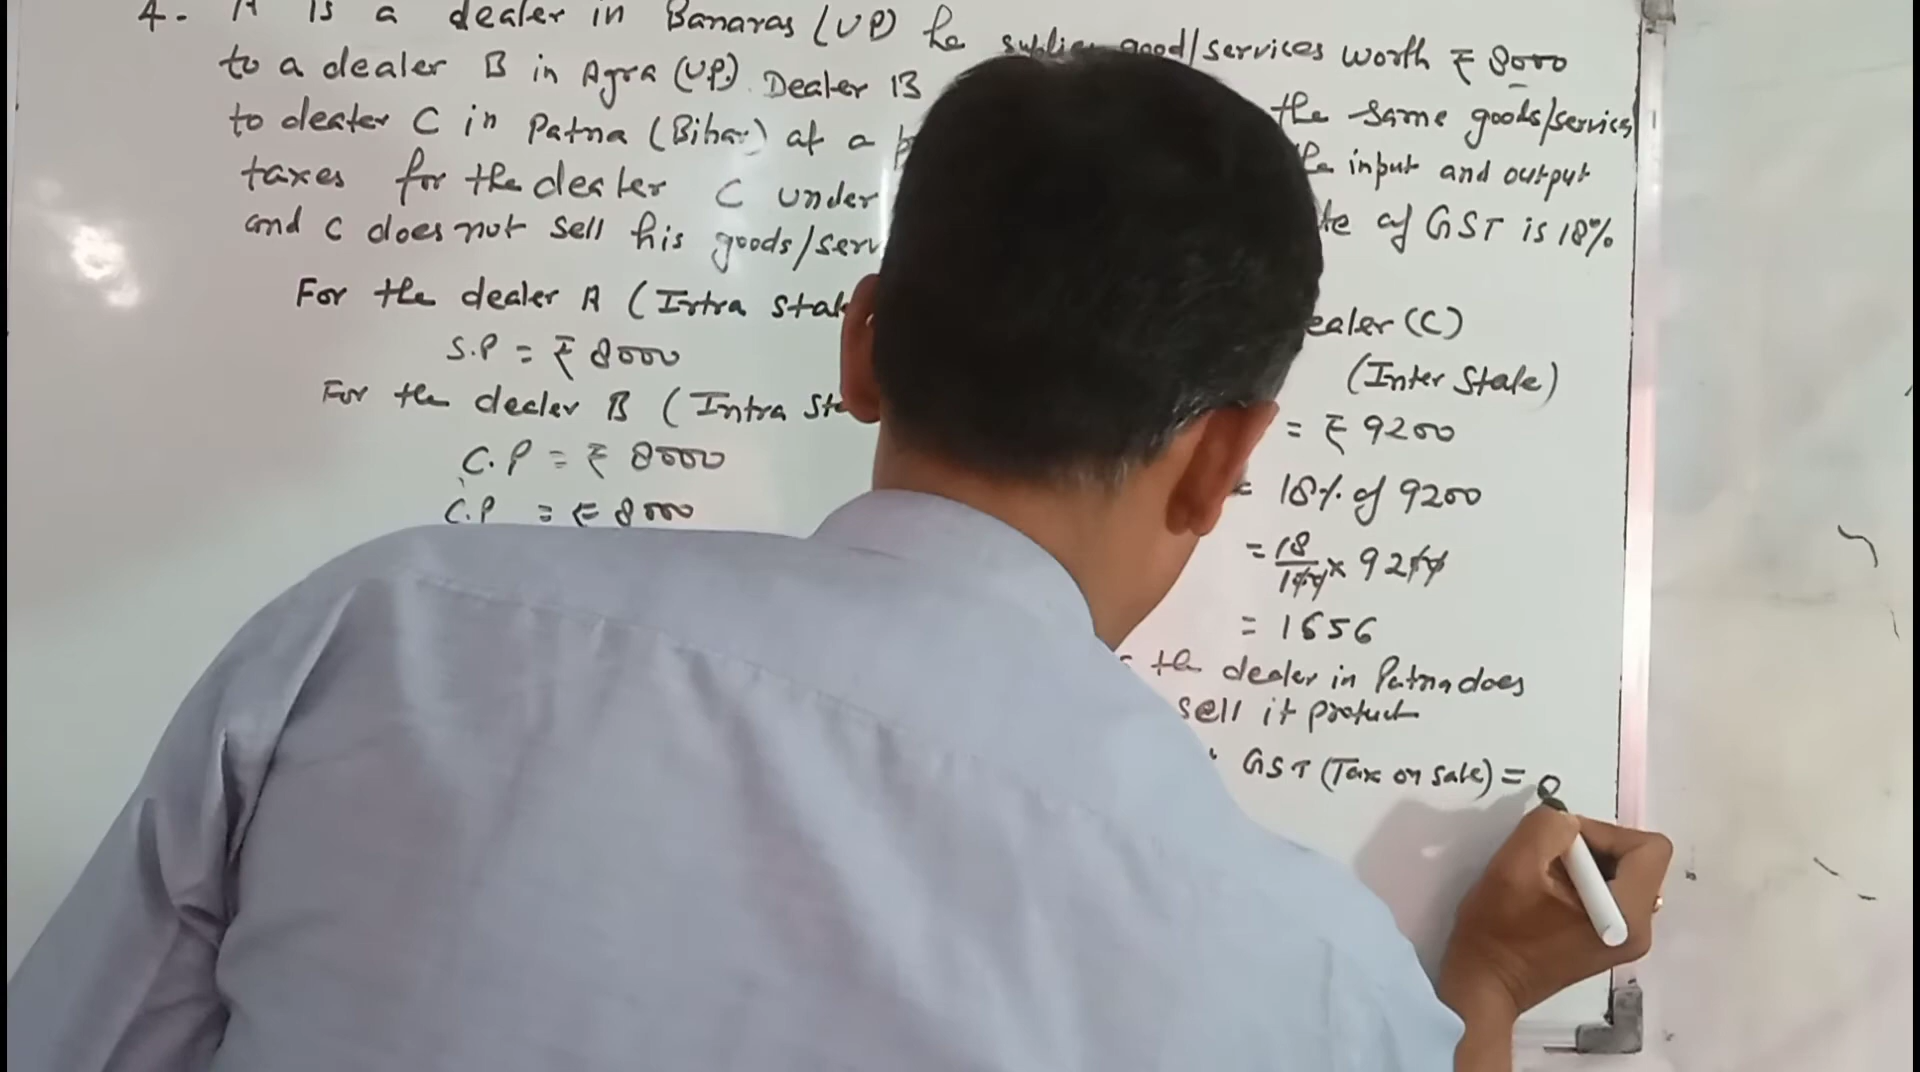 4. A is a dealer in Banaras (UP) he supplies good/services worth ₹ 8000
to a dealer B in Agra (UP). Dealer B the same goods/services
to dealer C in Patna (Bihar) at a the input and output
taxes for the dealer C under of GST is 18%
and C does not sell his goods/serv
For the dealer A (Intra Stat
S.P = ₹ 8000
For the dealer B (Intra Sta
C.P = ₹ 8000
C.P = ₹ 8000
ealer (C)
(Inter State)
= ₹ 9200
= 18% of 9200
= 18/100 x 9200
= 1656
the dealer in Patna does
sell it product
GST (Tax on sale) = 0